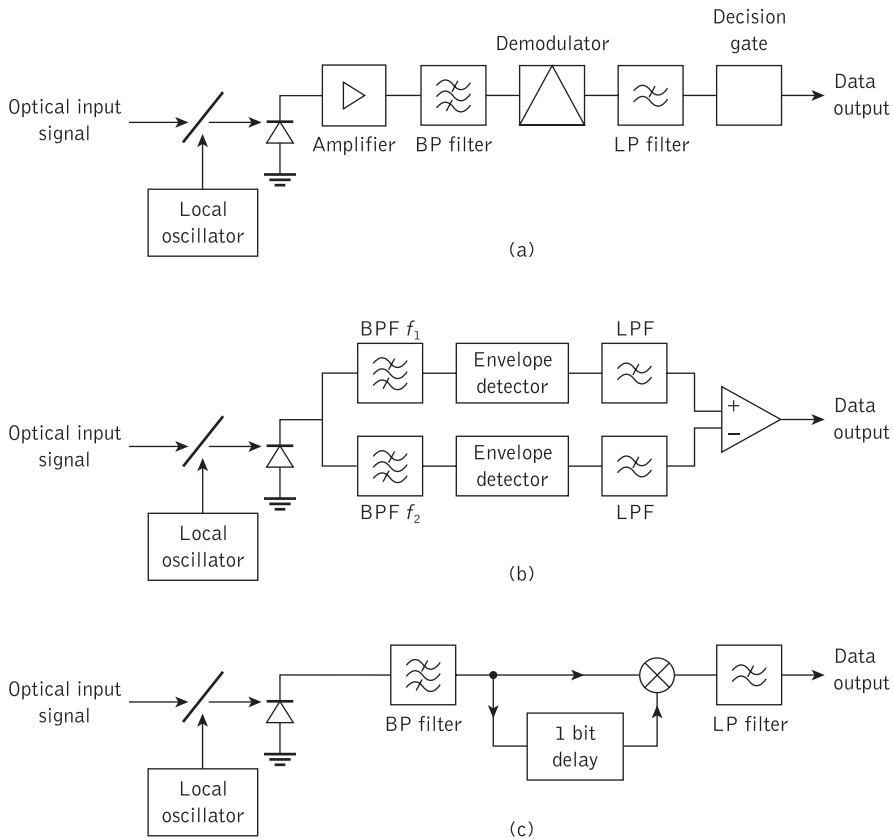 Decision
gate
Demodulator
Optical input
signal
Data
output
Amplifier
BP filter
LP filter
Local
oscillator
(a)
BPF f₁
LPF
Envelope
detector
Optical input
signal
+
−
Data
output
Envelope
detector
BPF f₂
LPF
Local
oscillator
(b)
Optical input
signal
Data
output
BP filter
1 bit
delay
LP filter
Local
oscillator
(c)